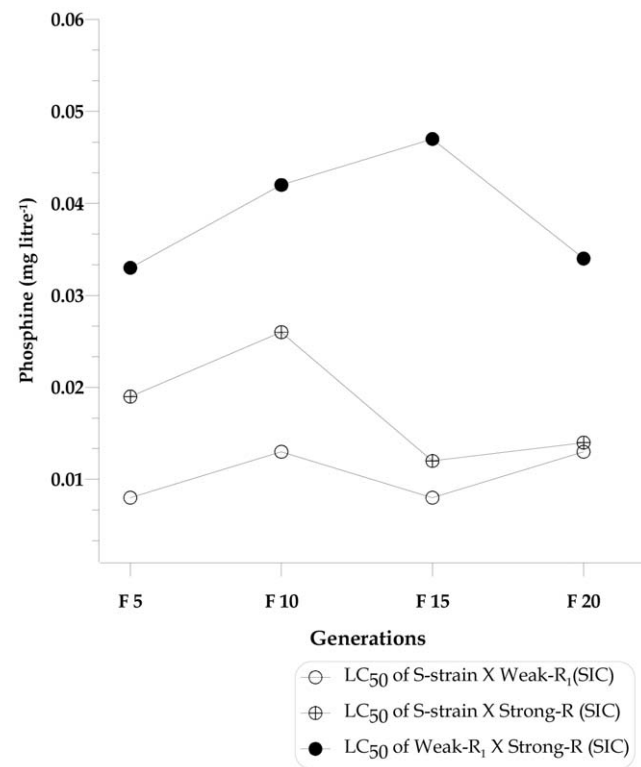 0.06
0.05
0.04
0.03
0.02
0.01
Phosphine (mg litre⁻¹)
F 5 F 10 F 15 F 20
Generations
LC₅₀ of S-strain X Weak-R₁(SIC)
LC₅₀ of S-strain X Strong-R (SIC)
LC₅₀ of Weak-R₁ X Strong-R (SIC)